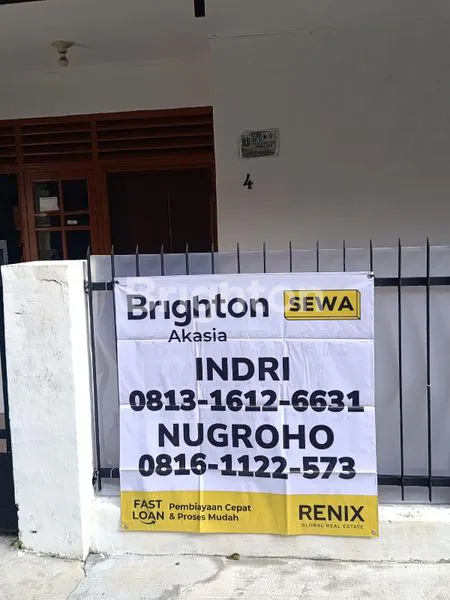 4
Brighton
Brighton SEWA
Akasia
INDRI
0813-1612-6631
NUGROHO
0816-1122-573
FAST LOAN
Pembiayaan Cepat
& Proses Mudah
RENIX
GLOBAL REAL ESTATE